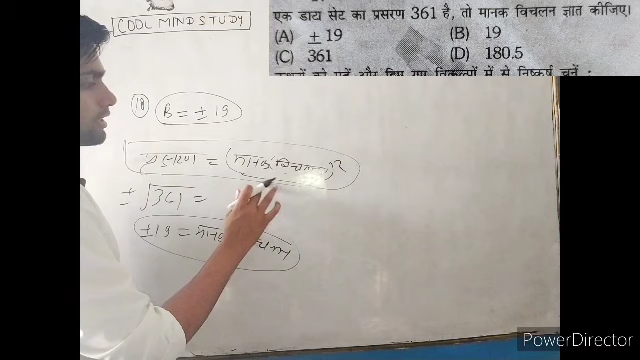 COOL MIND STUDY
एक डाटा सेट का प्रसरण 361 है, तो मानक विचलन ज्ञात कीजिए।
(A) ± 19
(B) 19
(C) 361
(D) 180.5
18) B = ± 19
प्रसरण = (मानक विचलन)²
± √361 =
±19 = मानक
PowerDirector